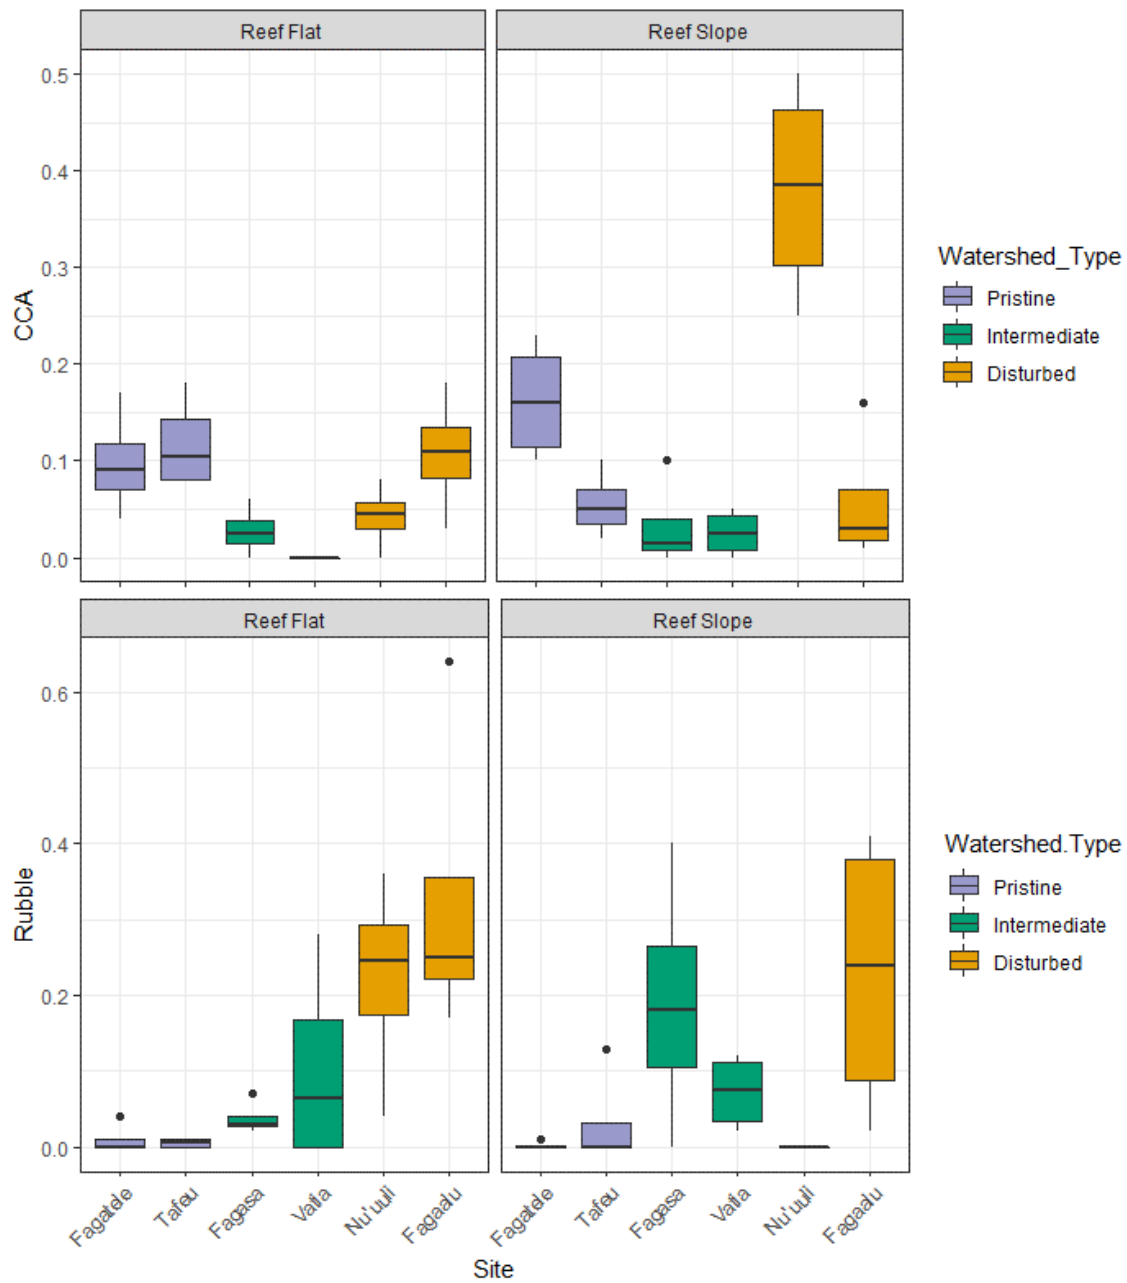 Reef Flat
Reef Slope
0.5
0.4
0.3
0.2
0.1
0.0
CCA
Watershed_Type
Pristine
Intermediate
Disturbed
Reef Flat
Reef Slope
0.6
0.4
0.2
0.0
Rubble
Watershed.Type
Pristine
Intermediate
Disturbed
Fagatele
Tafeu
Fagasa
Vatia
Nu'uuli
Fagaalu
Fagatele
Tafeu
Fagasa
Vatia
Nu'uuli
Fagaalu
Site